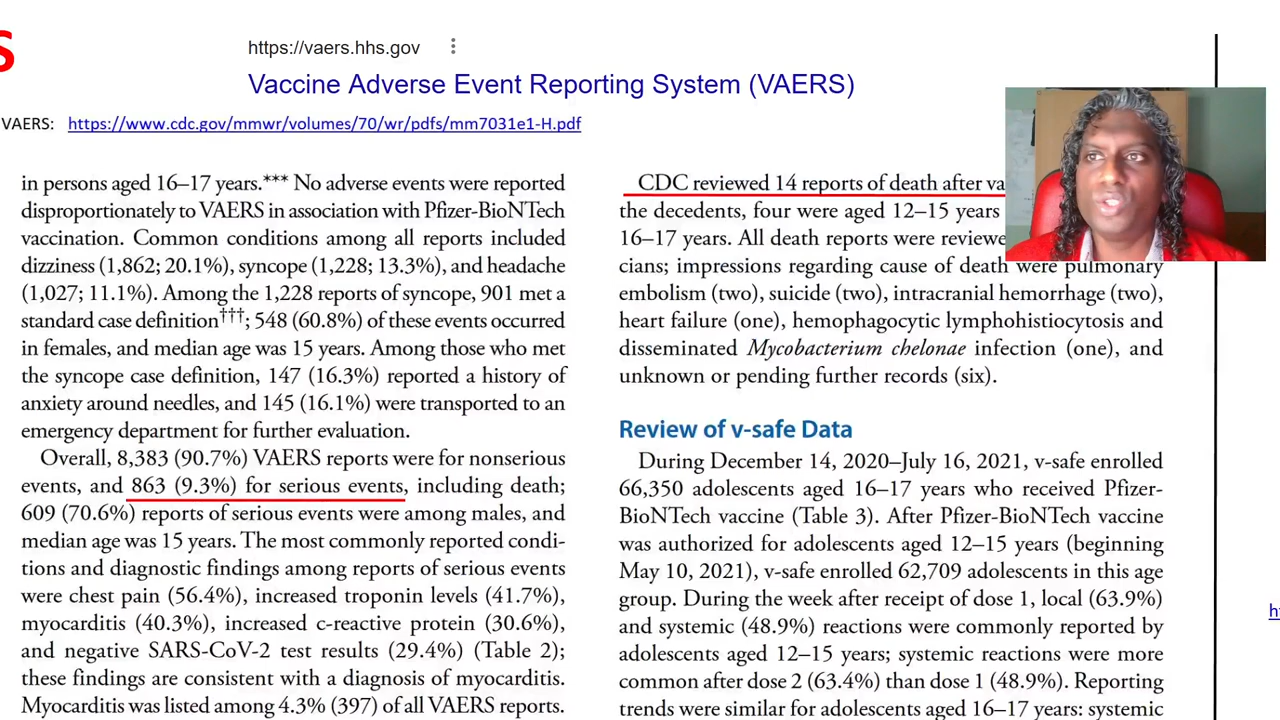 S
https://vaers.hhs.gov
Vaccine Adverse Event Reporting System (VAERS)
VAERS: https://www.cdc.gov/mmwr/volumes/70/wr/pdfs/mm7031e1-H.pdf
in persons aged 16–17 years.*** No adverse events were reported
disproportionately to VAERS in association with Pfizer-BioNTech
vaccination. Common conditions among all reports included
dizziness (1,862; 20.1%), syncope (1,228; 13.3%), and headache
(1,027; 11.1%). Among the 1,228 reports of syncope, 901 met a
standard case definition†††; 548 (60.8%) of these events occurred
in females, and median age was 15 years. Among those who met
the syncope case definition, 147 (16.3%) reported a history of
anxiety around needles, and 145 (16.1%) were transported to an
emergency department for further evaluation.
Overall, 8,383 (90.7%) VAERS reports were for nonserious
events, and 863 (9.3%) for serious events, including death;
609 (70.6%) reports of serious events were among males, and
median age was 15 years. The most commonly reported condi-
tions and diagnostic findings among reports of serious events
were chest pain (56.4%), increased troponin levels (41.7%),
myocarditis (40.3%), increased c-reactive protein (30.6%),
and negative SARS-CoV-2 test results (29.4%) (Table 2);
these findings are consistent with a diagnosis of myocarditis.
Myocarditis was listed among 4.3% (397) of all VAERS reports.
CDC reviewed 14 reports of death after va
the decedents, four were aged 12–15 years
16–17 years. All death reports were reviewe
cians; impressions regarding cause of death were pulmonary
embolism (two), suicide (two), intracranial hemorrhage (two),
heart failure (one), hemophagocytic lymphohistiocytosis and
disseminated Mycobacterium chelonae infection (one), and
unknown or pending further records (six).
Review of v-safe Data
During December 14, 2020–July 16, 2021, v-safe enrolled
66,350 adolescents aged 16–17 years who received Pfizer-
BioNTech vaccine (Table 3). After Pfizer-BioNTech vaccine
was authorized for adolescents aged 12–15 years (beginning
May 10, 2021), v-safe enrolled 62,709 adolescents in this age
group. During the week after receipt of dose 1, local (63.9%)
and systemic (48.9%) reactions were commonly reported by
adolescents aged 12–15 years; systemic reactions were more
common after dose 2 (63.4%) than dose 1 (48.9%). Reporting
trends were similar for adolescents aged 16–17 years: systemic
h